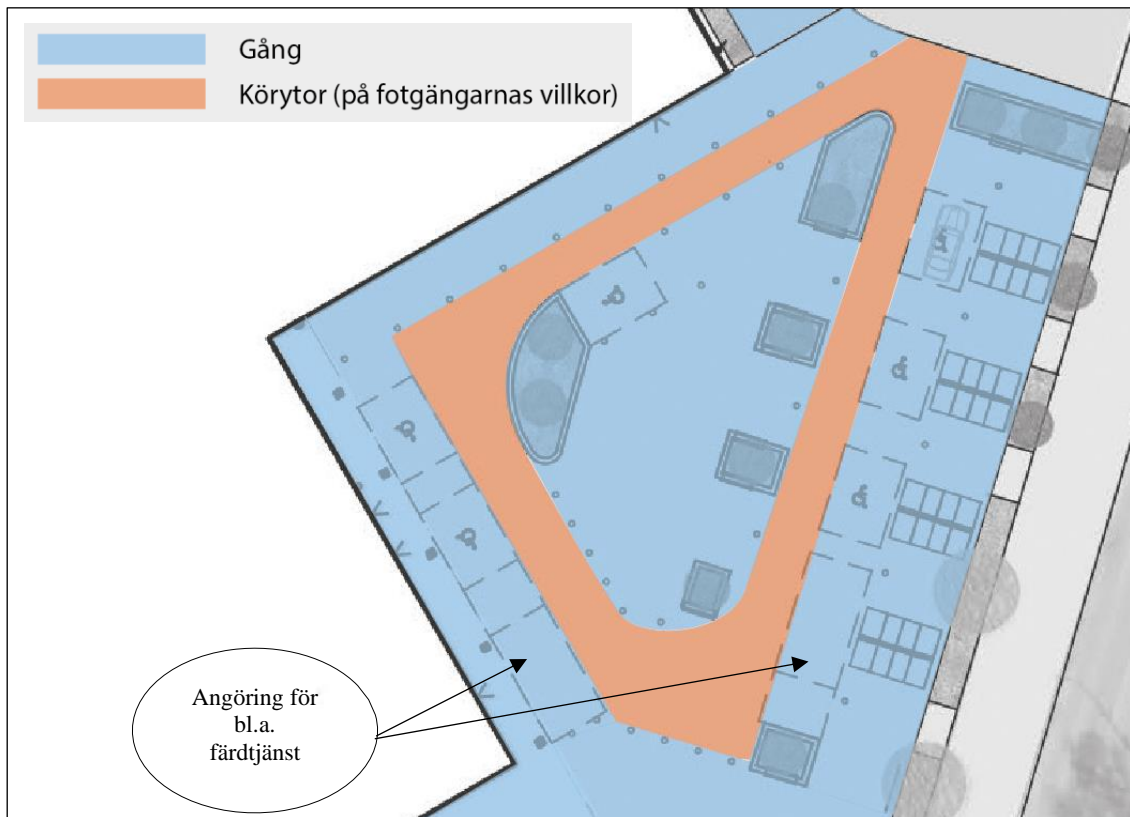 Gång
Körytor (på fotgängarnas villkor)
Angöring för
bl.a.
färdtjänst